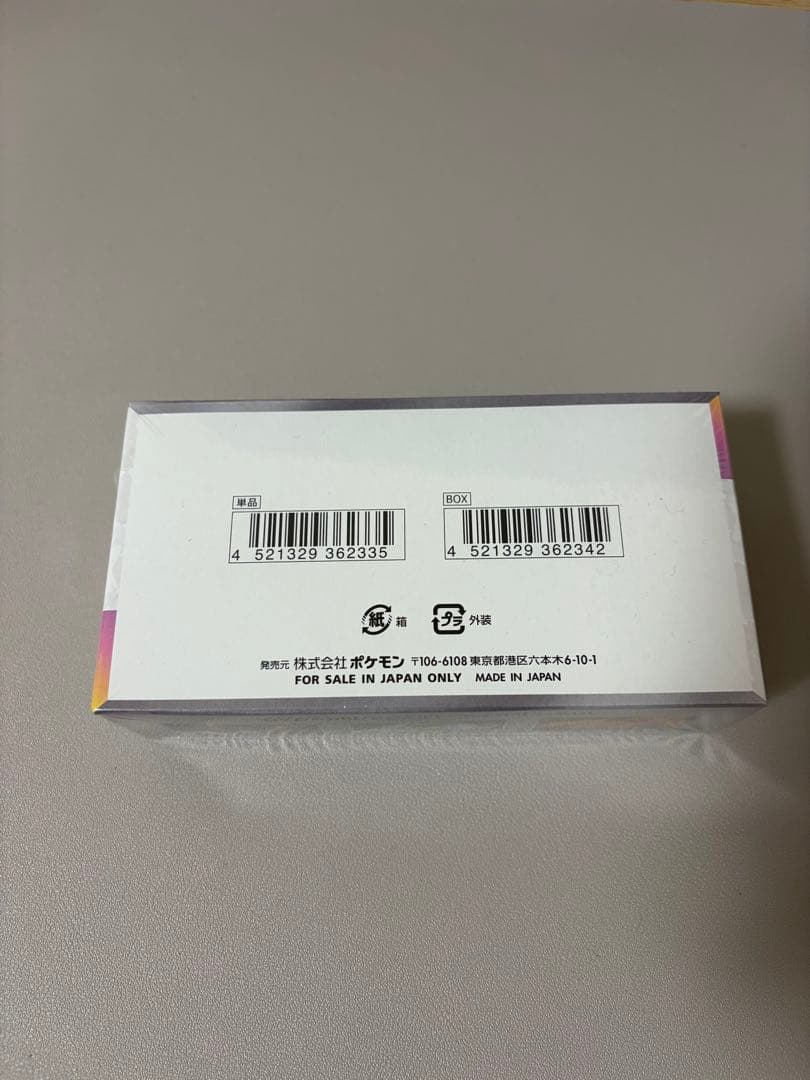 単品
BOX
4 521329 362335
4 521329 362342
紙 箱
プラ 外装
発売元 株式会社 ポケモン 〒106-6108 東京都港区六本木6-10-1
FOR SALE IN JAPAN ONLY MADE IN JAPAN